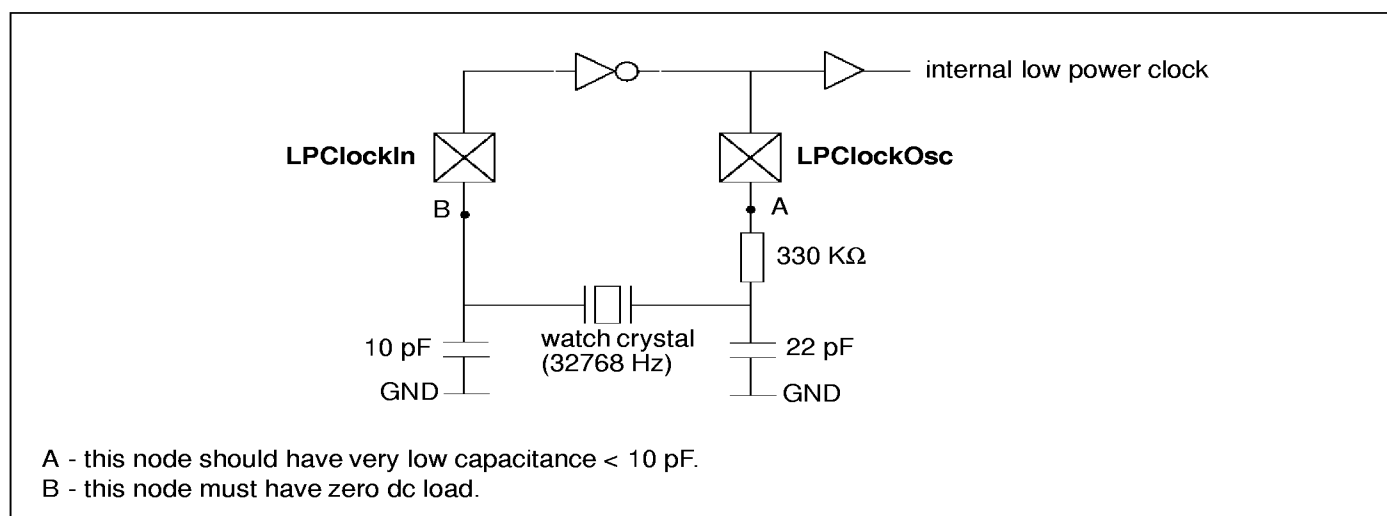 internal low power clock
LPClockIn
LPClockOsc
B
A
330 KΩ
10 pF
watch crystal
(32768 Hz)
22 pF
GND
GND
A - this node should have very low capacitance < 10 pF.
B - this node must have zero dc load.